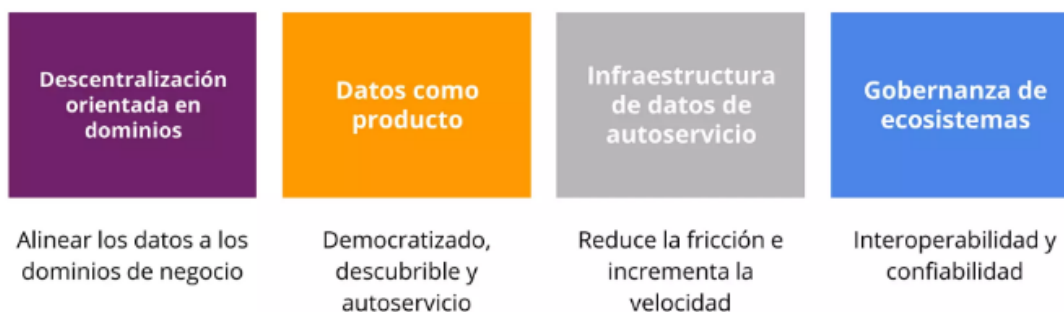 Descentralización
orientada en
dominios
Datos como
producto
Infraestructura
de datos de
autoservicio
Gobernanza de
ecosistemas
Alinear los datos a los
dominios de negocio
Democratizado,
descubrible y
autoservicio
Reduce la fricción e
incrementa la
velocidad
Interoperabilidad y
confiabilidad